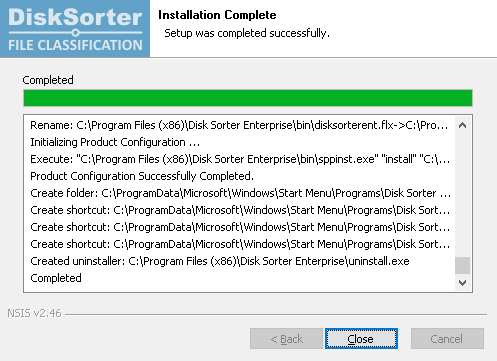 DiskSorter
FILE CLASSIFICATION
Installation Complete
Setup was completed successfully.
Completed
Rename: C:\Program Files (x86)\Disk Sorter Enterprise\bin\disksorterent.flx->C:\Pro...
Initializing Product Configuration ...
Execute: "C:\Program Files (x86)\Disk Sorter Enterprise\bin\sppinst.exe" "install" "C:\...
Product Configuration Successfully Completed.
Create folder: C:\ProgramData\Microsoft\Windows\Start Menu\Programs\Disk Sorter ...
Create shortcut: C:\ProgramData\Microsoft\Windows\Start Menu\Programs\Disk Sort...
Create shortcut: C:\ProgramData\Microsoft\Windows\Start Menu\Programs\Disk Sort...
Create shortcut: C:\ProgramData\Microsoft\Windows\Start Menu\Programs\Disk Sort...
Created uninstaller: C:\Program Files (x86)\Disk Sorter Enterprise\uninstall.exe
Completed
NSIS v2.46
< Back
Close
Cancel